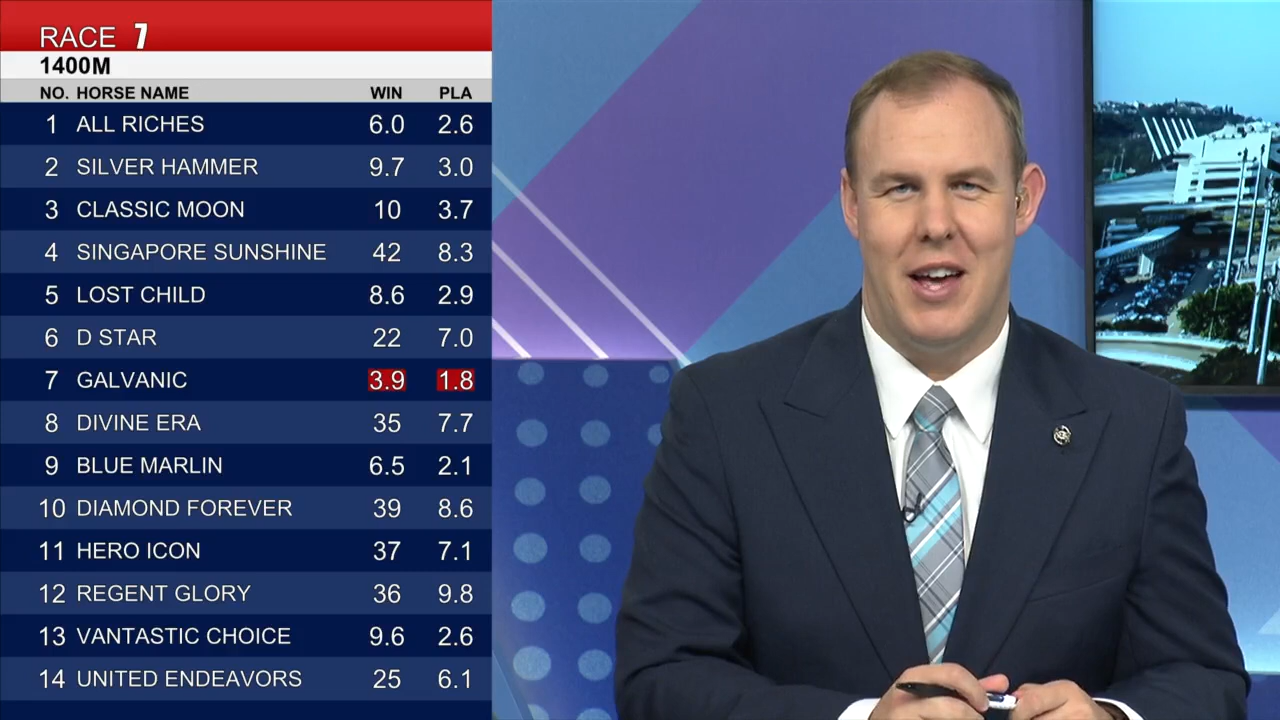 RACE 7
1400M
NO. HORSE NAME WIN PLA
1 ALL RICHES 6.0 2.6
2 SILVER HAMMER 9.7 3.0
3 CLASSIC MOON 10 3.7
4 SINGAPORE SUNSHINE 42 8.3
5 LOST CHILD 8.6 2.9
6 D STAR 22 7.0
7 GALVANIC 3.9 1.8
8 DIVINE ERA 35 7.7
9 BLUE MARLIN 6.5 2.1
10 DIAMOND FOREVER 39 8.6
11 HERO ICON 37 7.1
12 REGENT GLORY 36 9.8
13 VANTASTIC CHOICE 9.6 2.6
14 UNITED ENDEAVORS 25 6.1